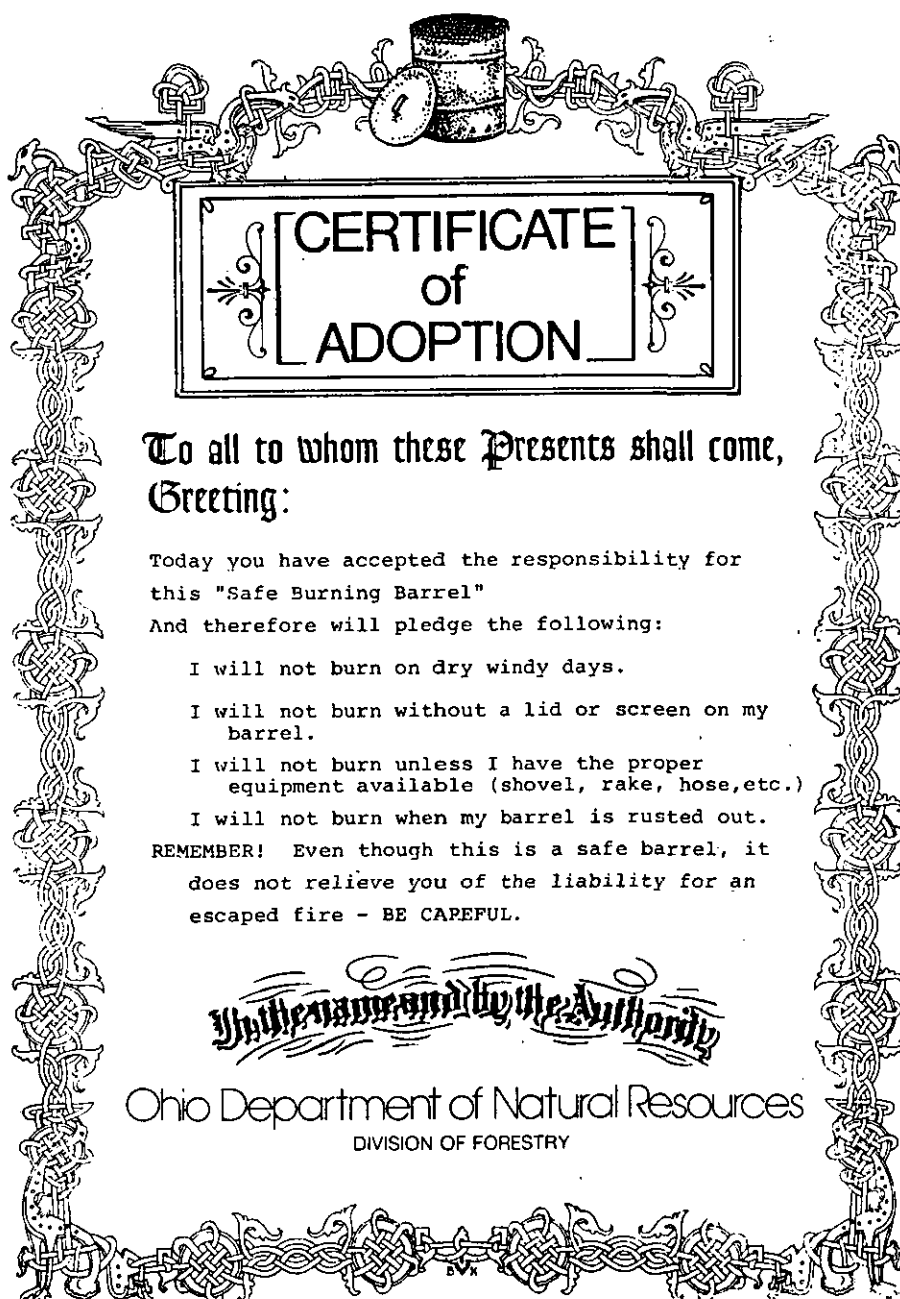 CERTIFICATE
of
ADOPTION
To all to whom these Presents shall come,
Greeting:
Today you have accepted the responsibility for
this "Safe Burning Barrel"
And therefore will pledge the following:
I will not burn on dry windy days.
I will not burn without a lid or screen on my
barrel.
I will not burn unless I have the proper
equipment available (shovel, rake, hose,etc.)
I will not burn when my barrel is rusted out.
REMEMBER! Even though this is a safe barrel, it
does not relieve you of the liability for an
escaped fire - BE CAPEFUL.
In the name and by the Authority
Ohio Department of Natural Resources
DIVISION OF FORESTRY
B K